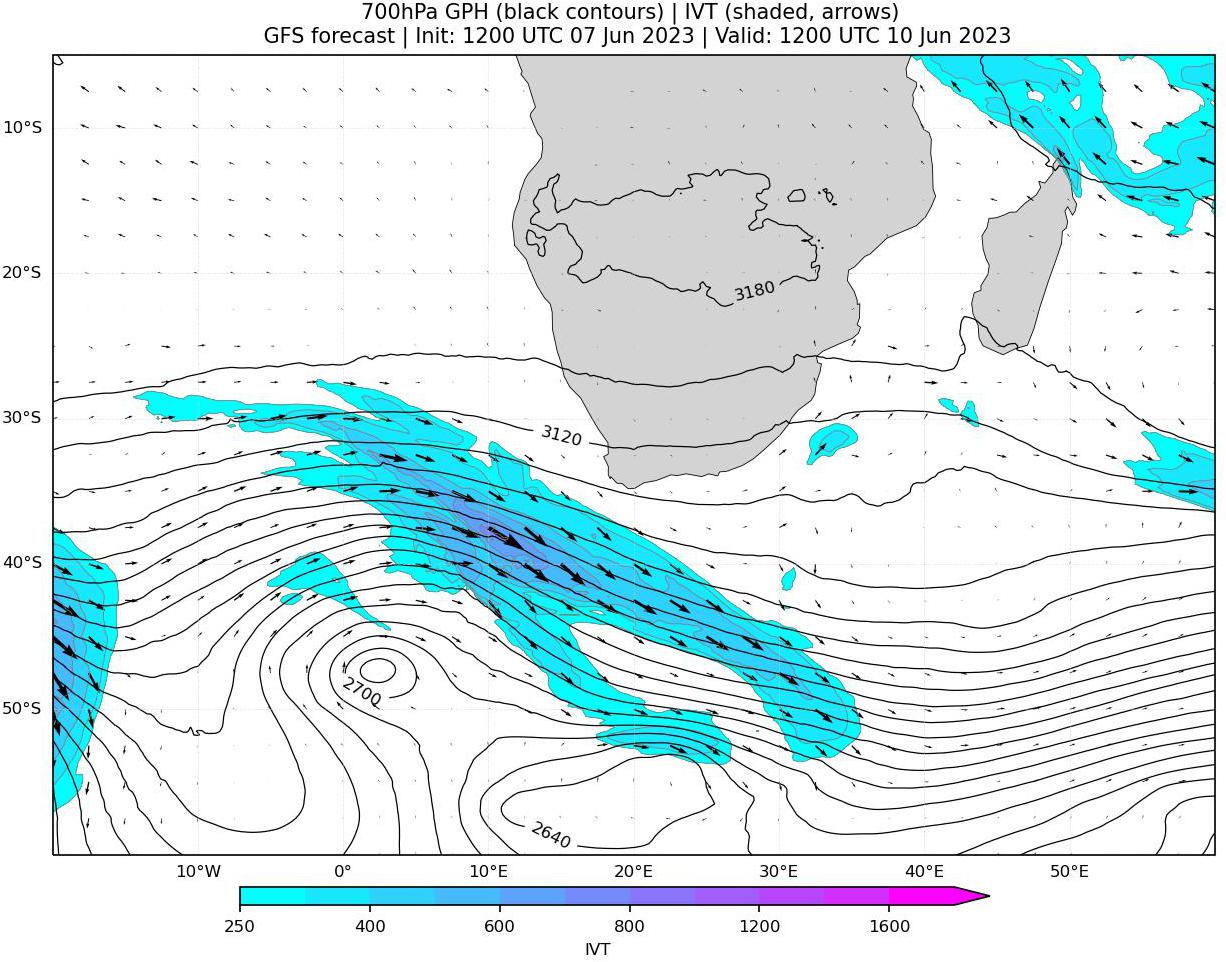 700hPa GPH (black contours) | IVT (shaded, arrows)
GFS forecast | Init: 1200 UTC 07 Jun 2023 | Valid: 1200 UTC 10 Jun 2023
10°S
20°S
30°S
40°S
50°S
3180
3120
2700
2640
10°W
0°
10°E
20°E
30°E
40°E
50°E
250
400
600
800
1200
1600
IVT